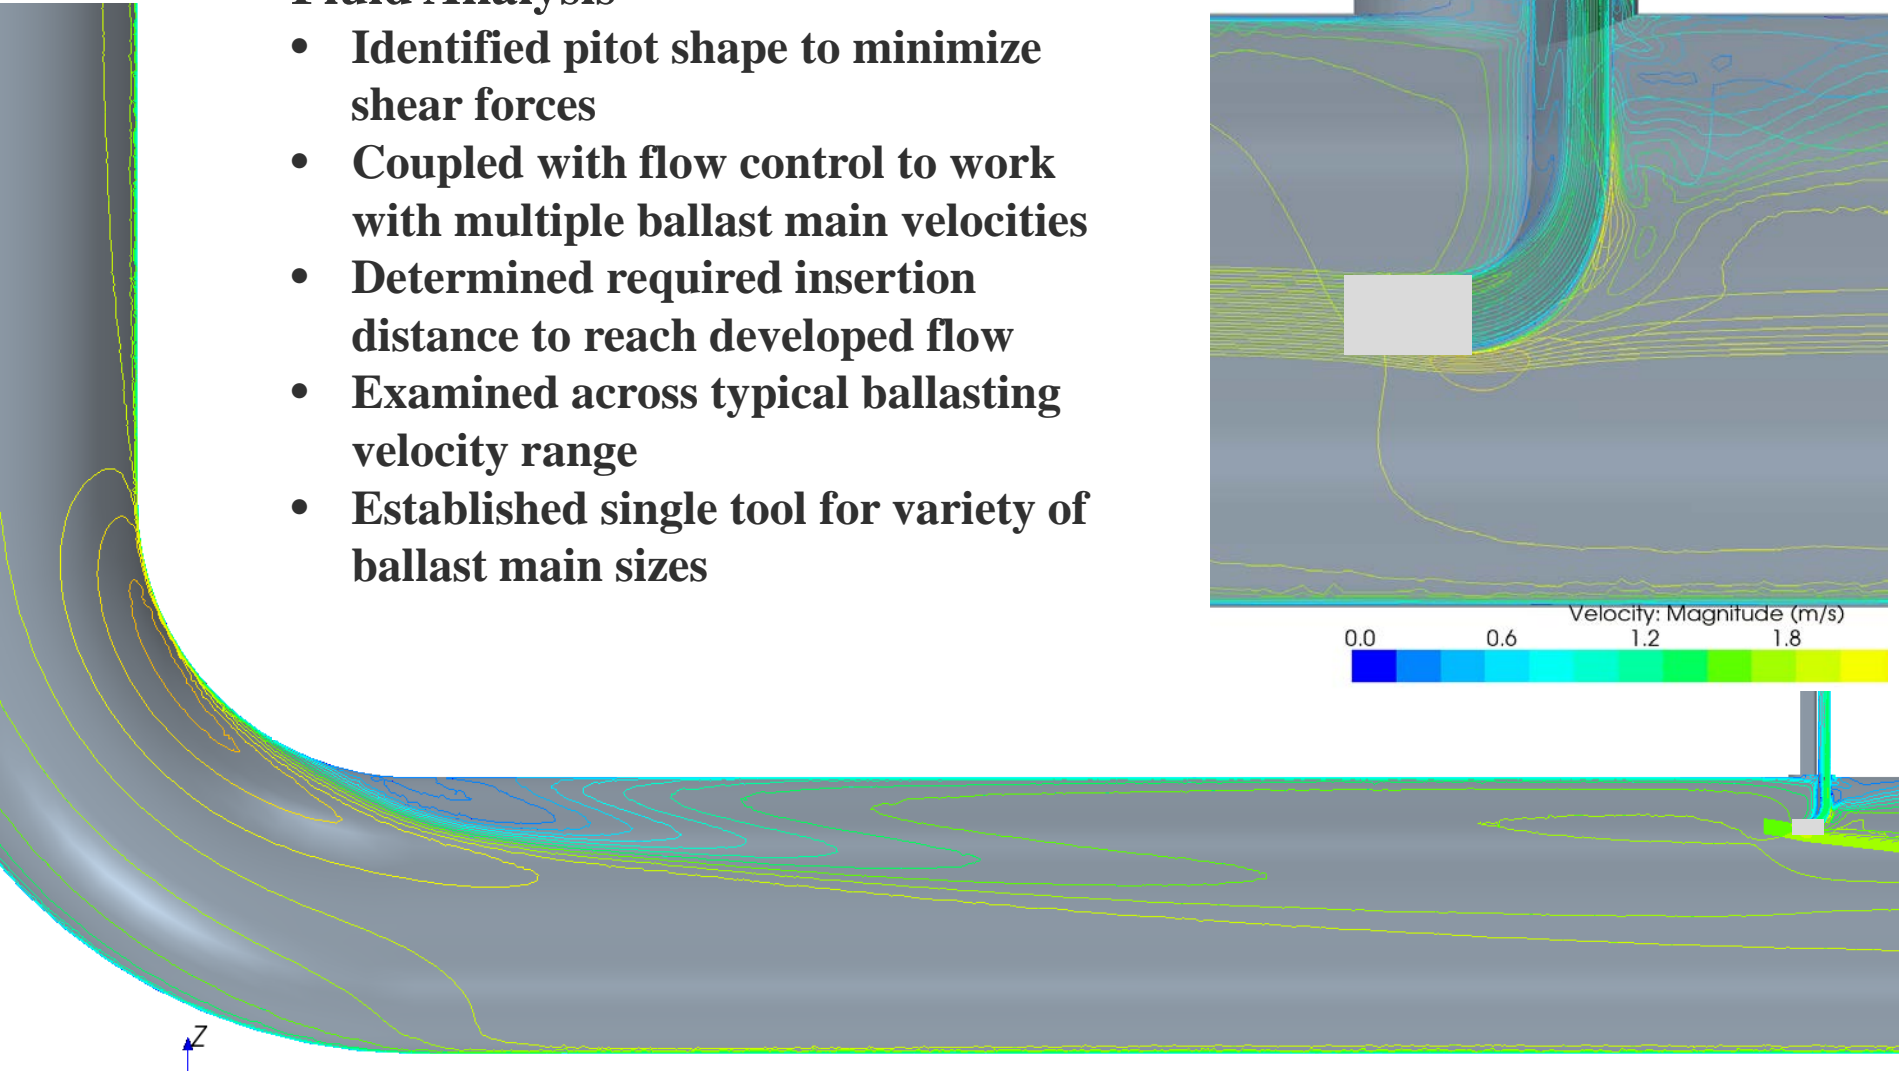 Fluid Analysis
• Identified pitot shape to minimize
shear forces
• Coupled with flow control to work
with multiple ballast main velocities
• Determined required insertion
distance to reach developed flow
• Examined across typical ballasting
velocity range
• Established single tool for variety of
ballast main sizes
Velocity: Magnitude (m/s)
0.0 0.6 1.2 1.8
Z